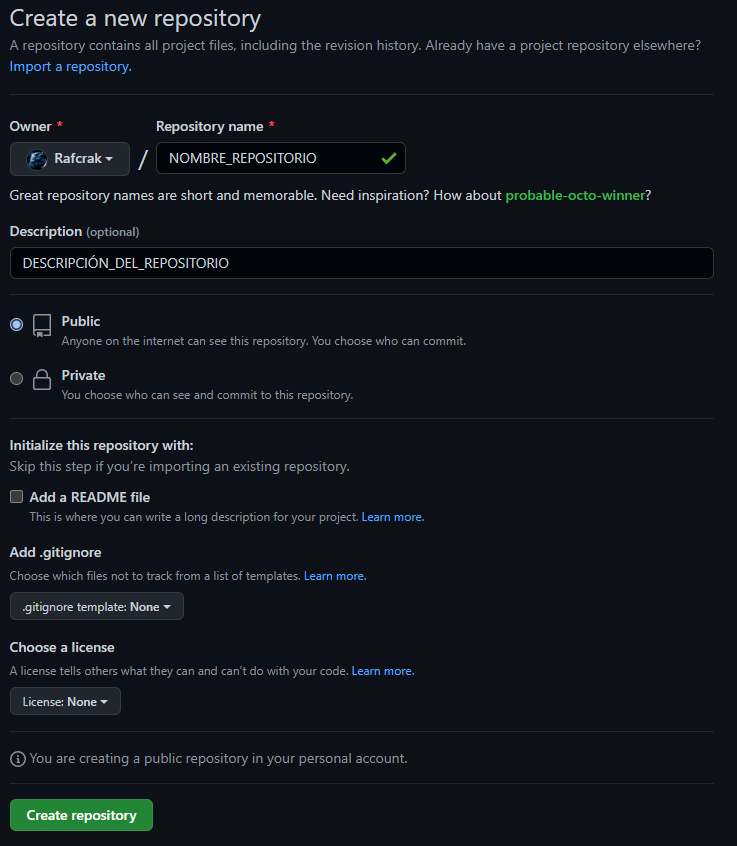 Create a new repository
A repository contains all project files, including the revision history. Already have a project repository elsewhere?
Import a repository.
Owner * Repository name *
Rafcrak / NOMBRE_REPOSITORIO
Great repository names are short and memorable. Need inspiration? How about probable-octo-winner?
Description (optional)
DESCRIPCIÓN_DEL_REPOSITORIO
Public
Anyone on the internet can see this repository. You choose who can commit.
Private
You choose who can see and commit to this repository.
Initialize this repository with:
Skip this step if you're importing an existing repository.
Add a README file
This is where you can write a long description for your project. Learn more.
Add .gitignore
Choose which files not to track from a list of templates. Learn more.
.gitignore template: None
Choose a license
A license tells others what they can and can't do with your code. Learn more.
License: None
You are creating a public repository in your personal account.
Create repository